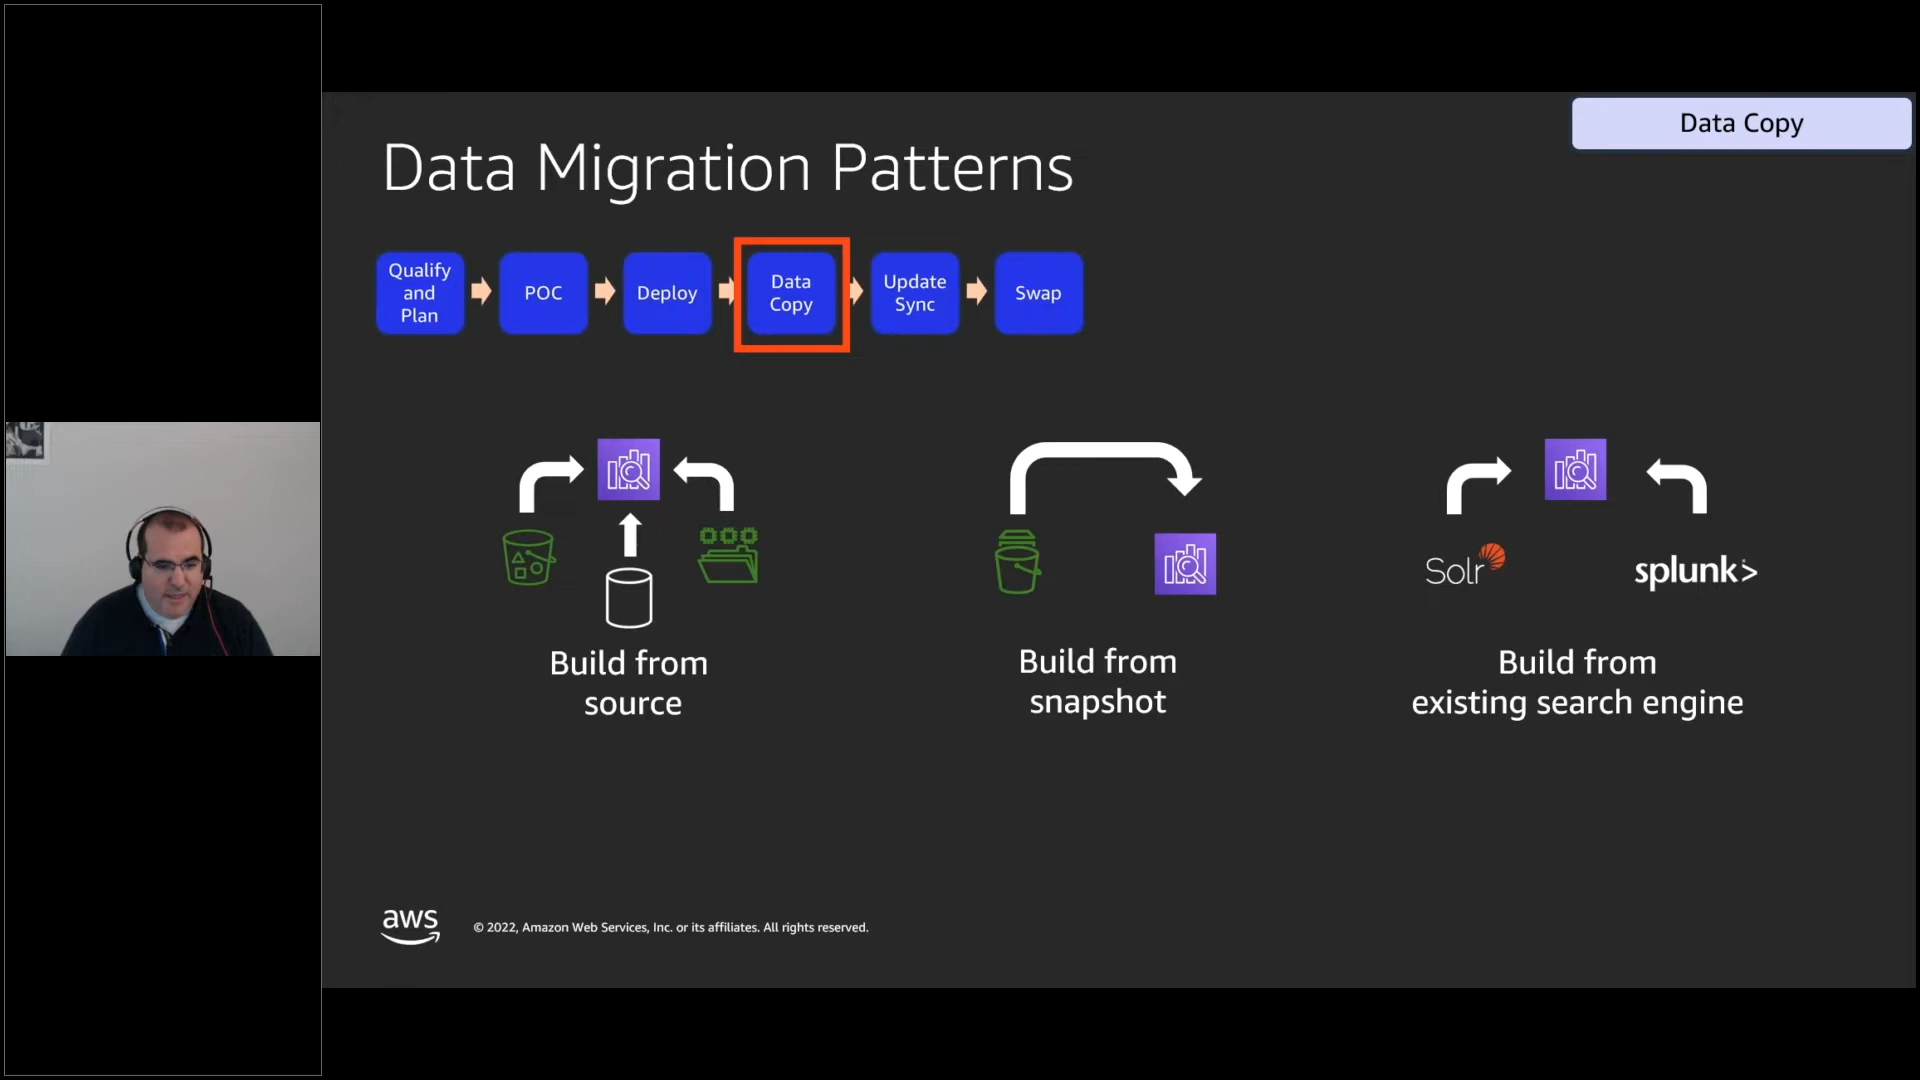 Data Copy
Data Migration Patterns
Qualify
and
Plan
POC
Deploy
Data
Copy
Update
Sync
Swap
Solr
splunk>
Build from
source
Build from
snapshot
Build from
existing search engine
aws
© 2022, Amazon Web Services, Inc. or its affiliates. All rights reserved.